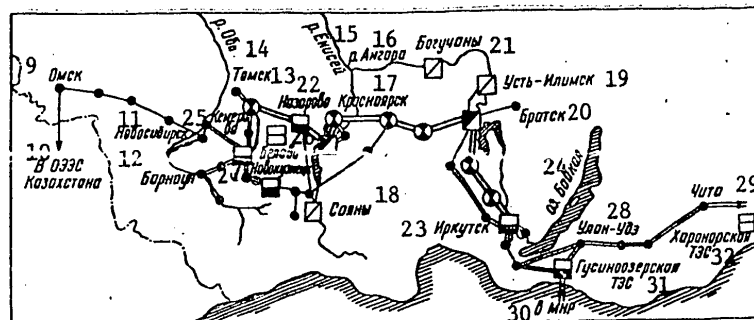 9
Омск
р. Обь
14
Томск 13
15
р. Енисей
16
р. Ангора
Богучаны
21
22
Назарово
17
Красноярск
Усть-Илимск 19
Братск 20
11
Новосибирск
25
Кемерово
10
В ОЭЭС
Казахстана
12
Барнаул
Новокузнецк
18
Саяны
24
оз. Байкал
23 Иркутск
28
Улан-Удэ
Чита
29
Харанорская
ТЭС
32
Гусиноозерская
ТЭС
31
30
в МНР